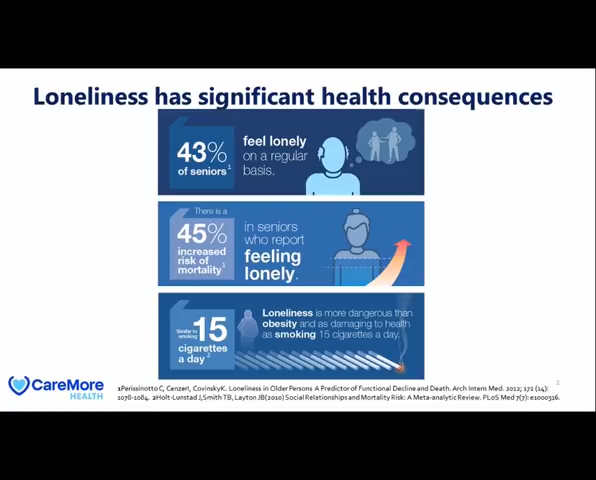 Loneliness has significant health consequences
43%
of seniors1
feel lonely
on a regular
basis.
There is a
45%
increased
risk of
mortality1
in seniors
who report
feeling
lonely.
Similar to
smoking
15
cigarettes
a day2
Loneliness is more dangerous than
obesity and as damaging to health
as smoking 15 cigarettes a day.
2
CareMore
HEALTH
1Perissinotto C, Cenzerl, CovinskyK. Loneliness in Older Persons A Predictor of Functional Decline and Death. Arch Intern Med. 2012; 172 (14):
1078-1084. 2Holt-Lunstad J,Smith TB, Layton JB(2010) Social Relationships and Mortality Risk: A Meta-analytic Review. PLoS Med 7(7): e1000316.